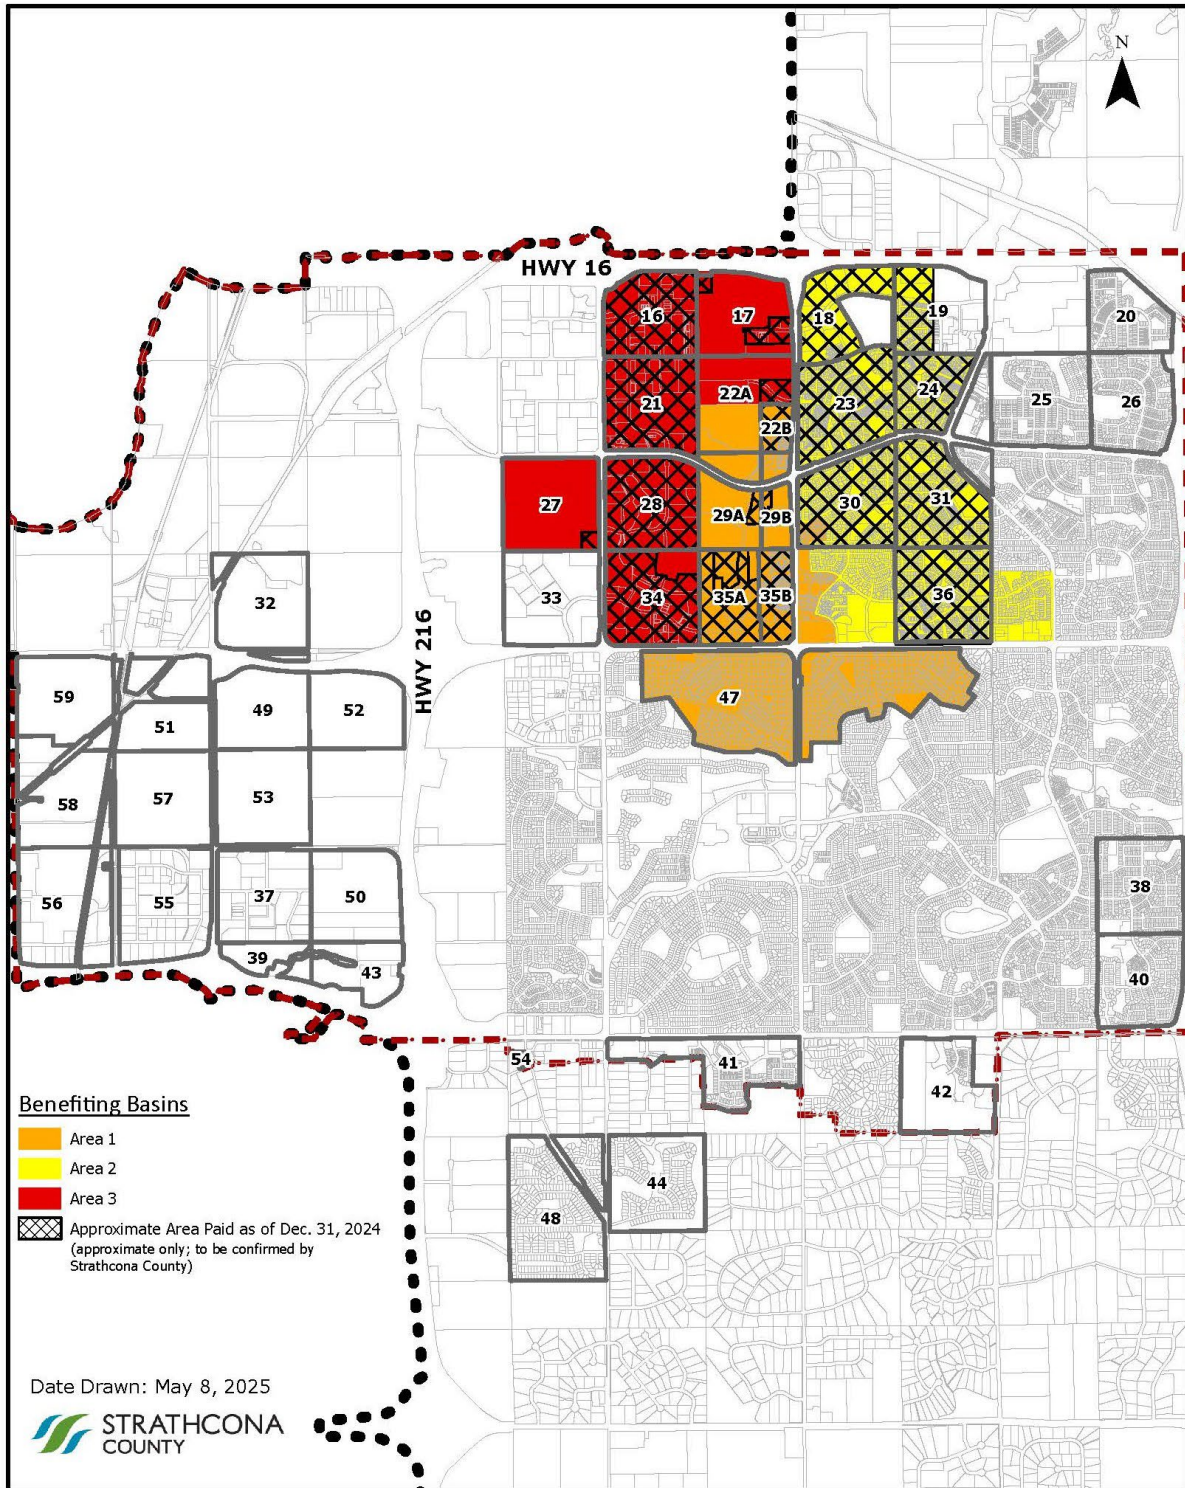 N
HWY 16
16
17
18
19
20
21
22A
22B
23
24
25
26
27
28
29A
29B
30
31
32
33
34
35A
35B
36
HWY 216
59
51
49
52
47
58
57
53
56
55
37
50
39
43
38
40
54
41
42
44
48
Benefiting Basins
Area 1
Area 2
Area 3
Approximate Area Paid as of Dec. 31, 2024
(approximate only; to be confirmed by
Strathcona County)
Date Drawn: May 8, 2025
STRATHCONA
COUNTY